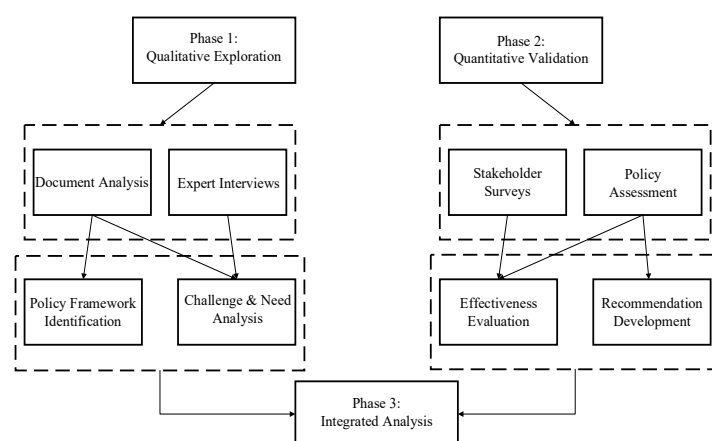 Phase 1:
Qualitative Exploration
Phase 2:
Quantitative Validation
Document Analysis
Expert Interviews
Stakeholder
Surveys
Policy
Assessment
Policy Framework
Identification
Challenge & Need
Analysis
Effectiveness
Evaluation
Recommendation
Development
Phase 3:
Integrated Analysis